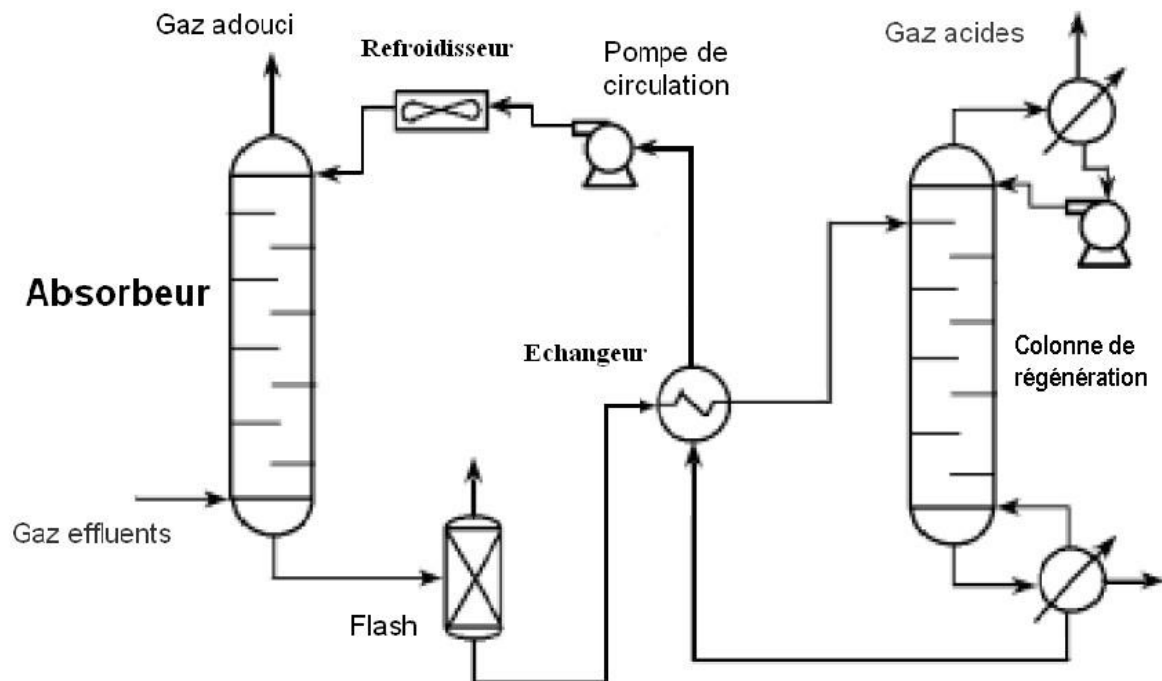 Gaz adouci
Refroidisseur
Pompe de
circulation
Gaz acides
Absorbeur
Echangeur
Colonne de
régénération
Gaz effluents
Flash